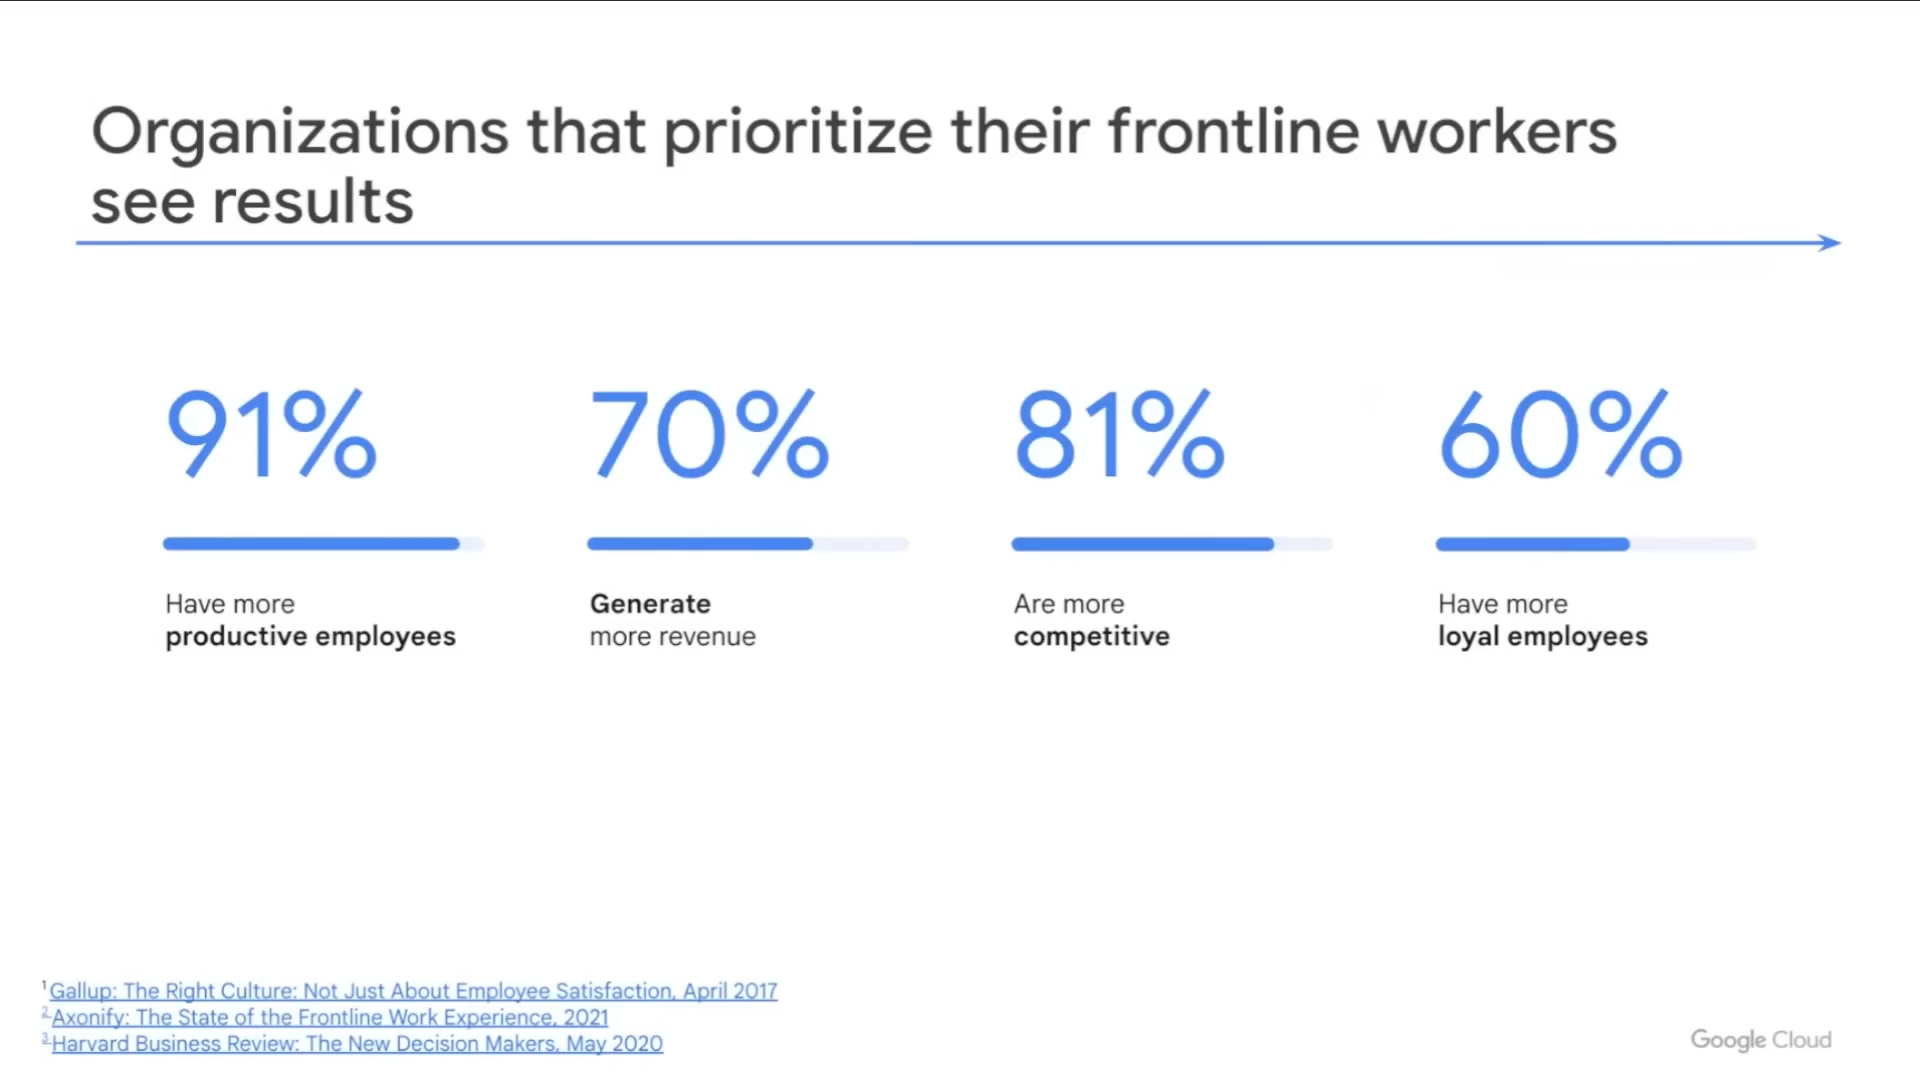 Organizations that prioritize their frontline workers
see results
91%
Have more
productive employees
70%
Generate
more revenue
81%
Are more
competitive
60%
Have more
loyal employees
1 Gallup: The Right Culture: Not Just About Employee Satisfaction, April 2017
2 Axonify: The State of the Frontline Work Experience, 2021
3 Harvard Business Review: The New Decision Makers, May 2020
Google Cloud